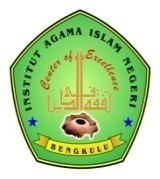 INSTITUT AGAMA ISLAM NEGERI
Center of Excellence
BENGKULU